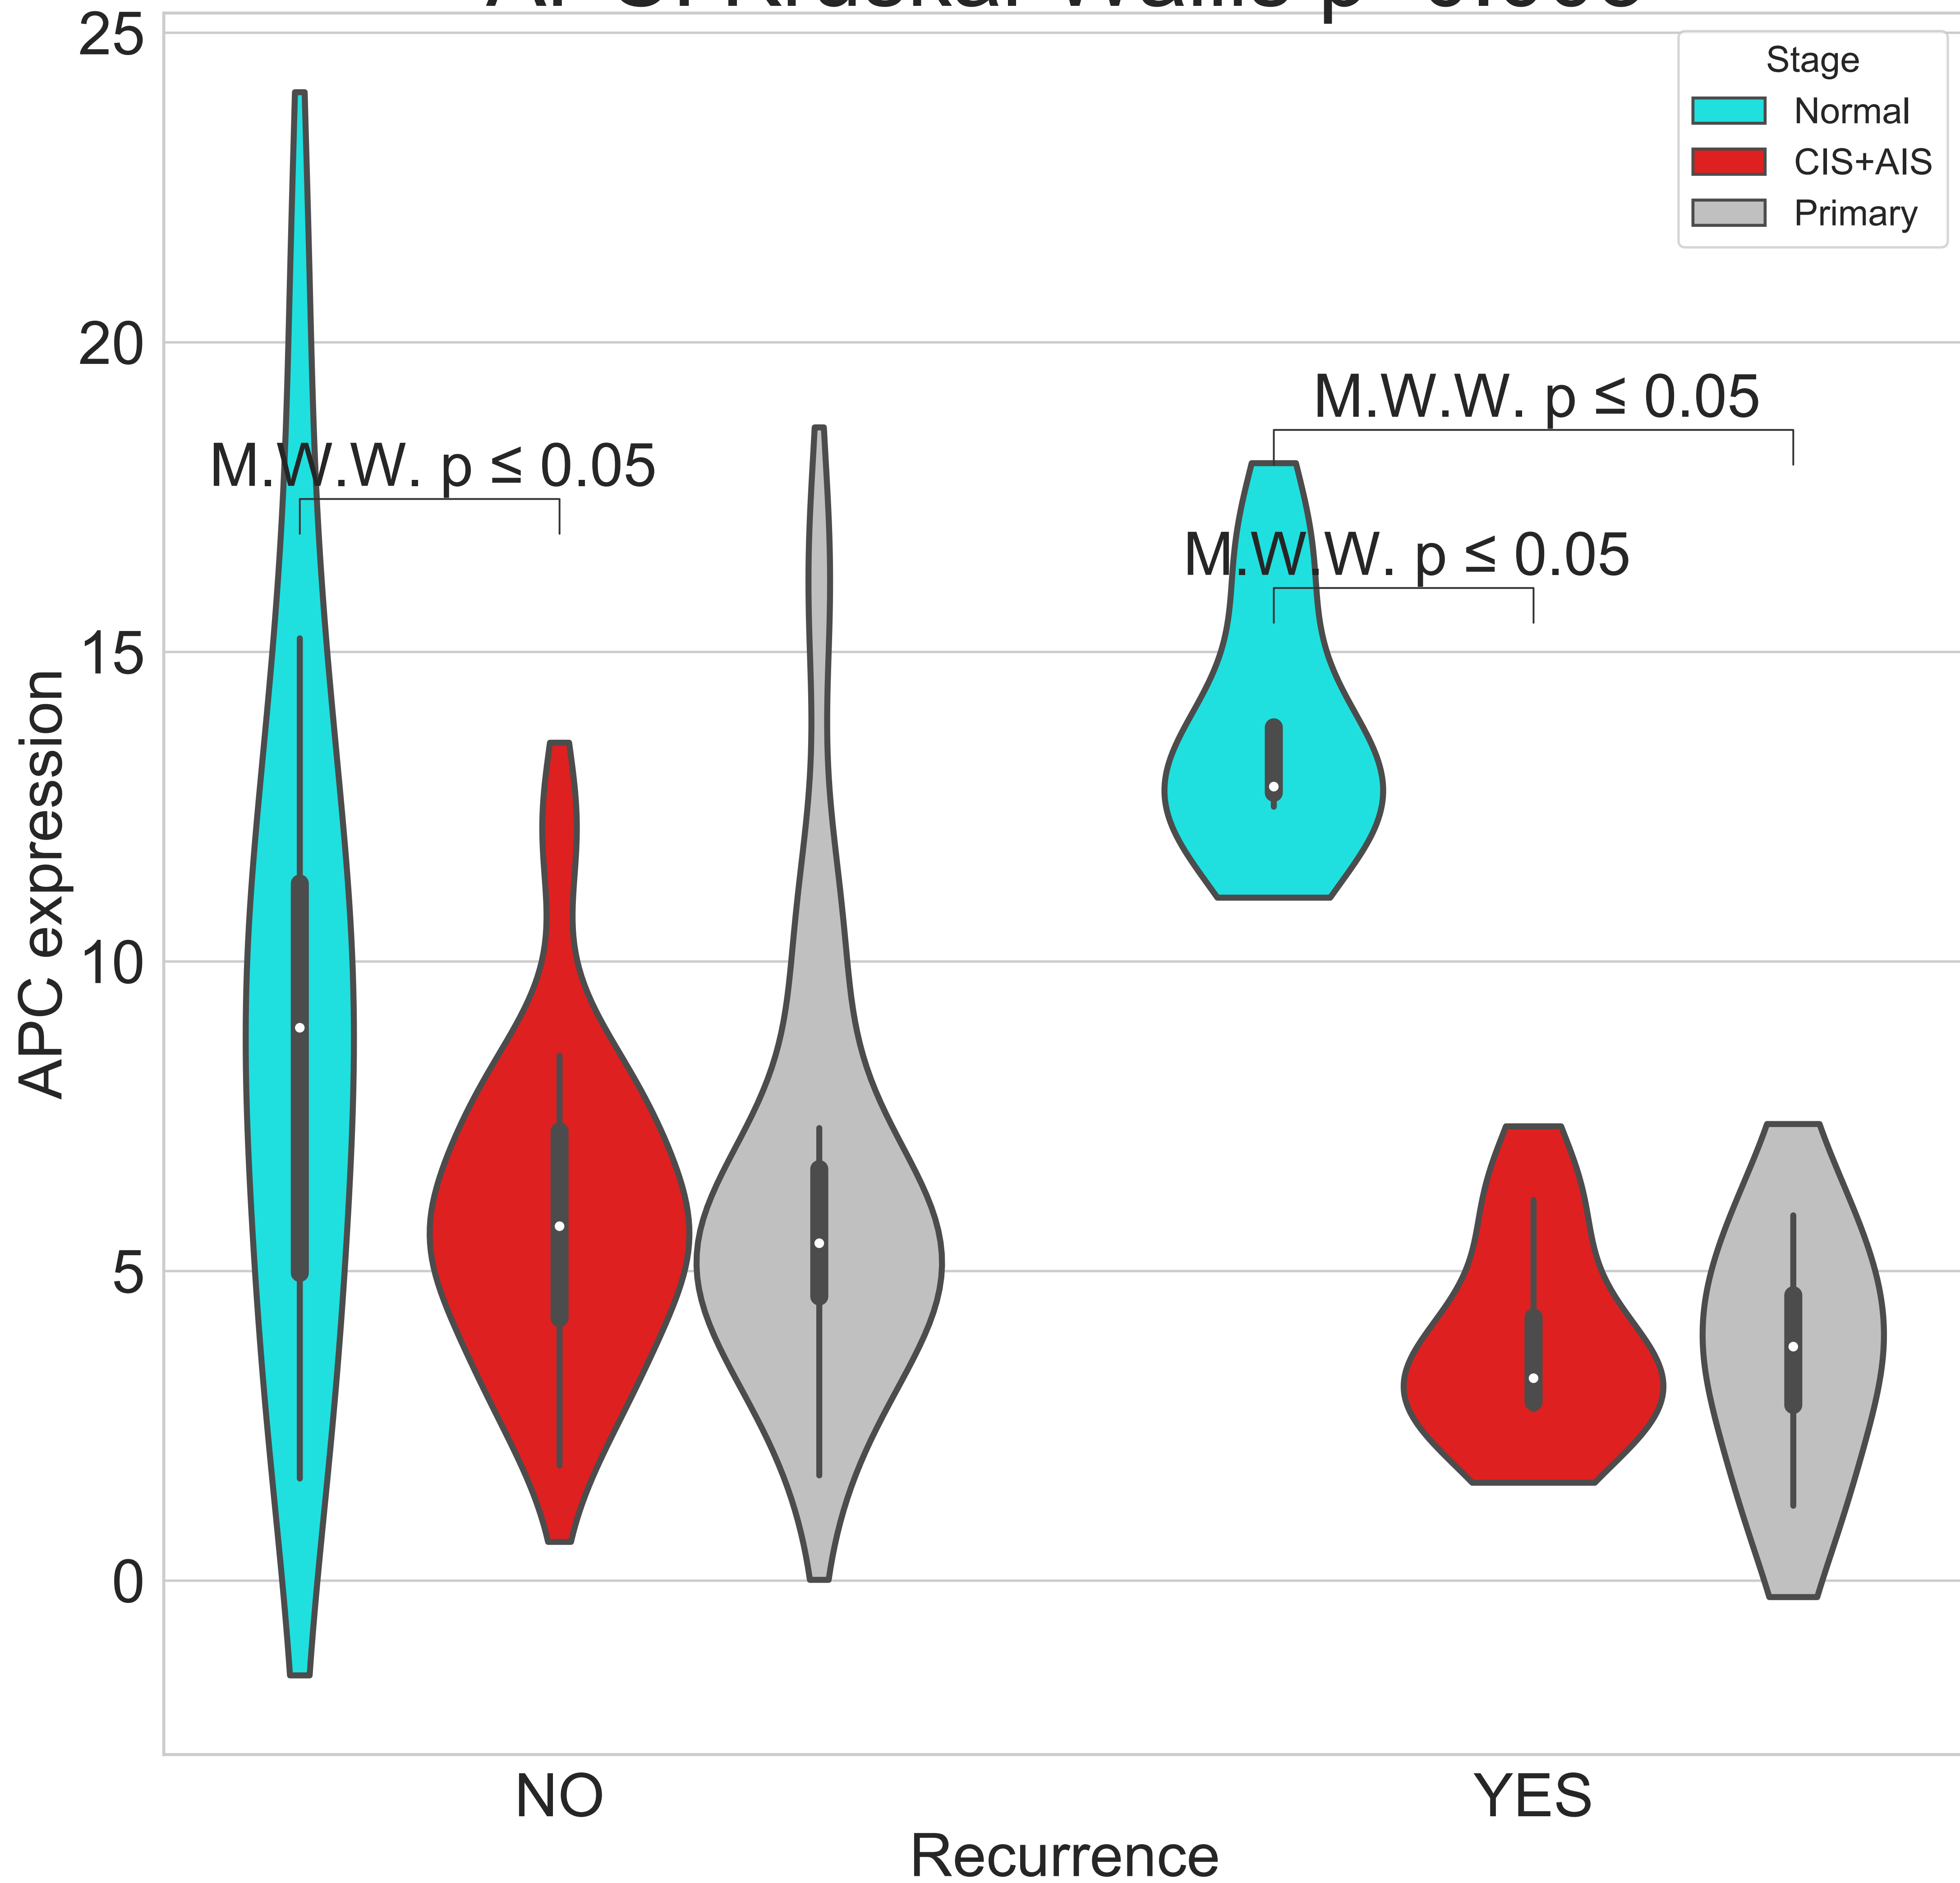 25
20
15
10
5
0
APC expression
Stage
Normal
CIS+AIS
Primary
M.W.W. p ≤ 0.05
M.W.W. p ≤ 0.05
M.W.W. p ≤ 0.05
NO
YES
Recurrence